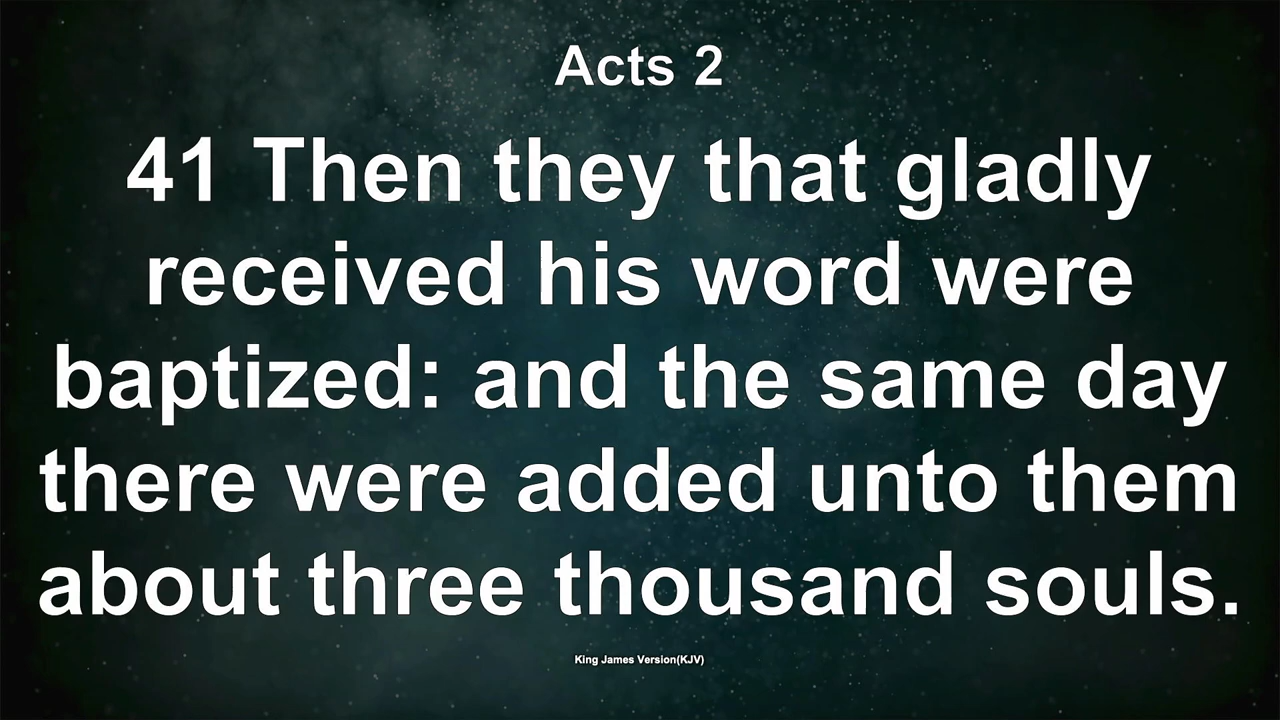 Acts 2
41 Then they that gladly
received his word were
baptized: and the same day
there were added unto them
about three thousand souls.
King James Version(KJV)